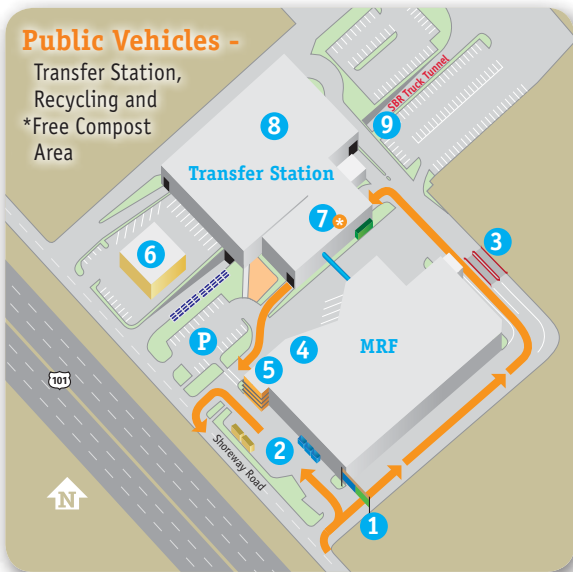 Public Vehicles -
Transfer Station,
Recycling and
*Free Compost
Area
SBR Truck Tunnel
9
8
Transfer Station
7 *
3
6
P
4
MRF
5
101
2
Shoreway Road
N
1